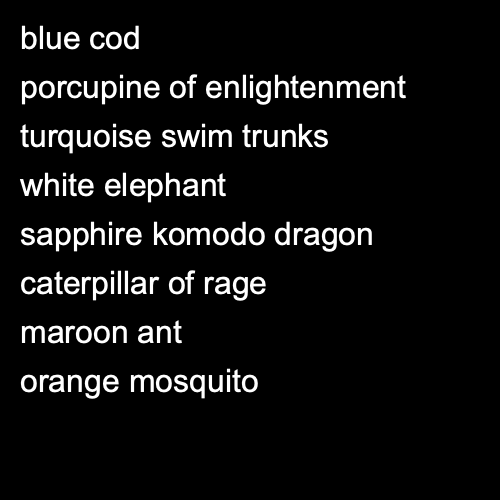 blue cod
porcupine of enlightenment
turquoise swim trunks
white elephant
sapphire komodo dragon
caterpillar of rage
maroon ant
orange mosquito